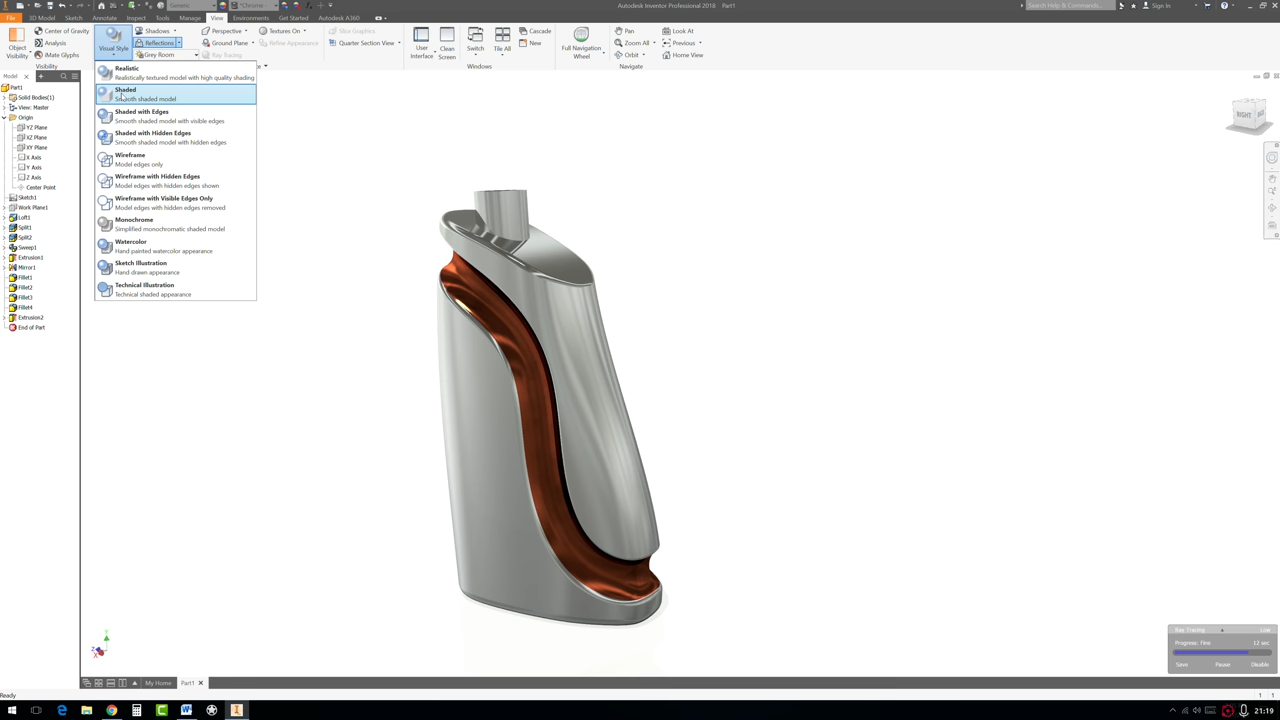 Generic
*Chrome
Autodesk Inventor Professional 2018   Part1
Search Help & Commands...
Sign In
File
3D Model
Sketch
Annotate
Inspect
Tools
Manage
View
Environments
Get Started
Autodesk A360
Object
Visibility
Center of Gravity
Analysis
iMate Glyphs
Visibility
Visual Style
Shadows
Reflections
Grey Room
Perspective
Ground Plane
Ray Tracing
Textures On
Refine Appearance
Slice Graphics
Quarter Section View
User
Interface
Clean
Screen
Switch
Tile All
Cascade
New
Windows
Full Navigation
Wheel
Pan
Zoom All
Orbit
Look At
Previous
Home View
Navigate
Model
Part1
Solid Bodies(1)
View: Master
Origin
YZ Plane
XZ Plane
XY Plane
X Axis
Y Axis
Z Axis
Center Point
Sketch1
Work Plane1
Loft1
Split1
Split2
Sweep1
Extrusion1
Mirror1
Fillet1
Fillet2
Fillet3
Fillet4
Extrusion2
End of Part
Realistic
Realistically textured model with high quality shading
Shaded
Smooth shaded model
Shaded with Edges
Smooth shaded model with visible edges
Shaded with Hidden Edges
Smooth shaded model with hidden edges
Wireframe
Model edges only
Wireframe with Hidden Edges
Model edges with hidden edges shown
Wireframe with Visible Edges Only
Model edges with hidden edges removed
Monochrome
Simplified monochromatic shaded model
Watercolor
Hand painted watercolor appearance
Sketch Illustration
Hand drawn appearance
Technical Illustration
Technical shaded appearance
RIGHT
Ray Tracing
Low
Progress: Fine
13 sec
Save
Pause
Disable
My Home
Part1
Ready
1
1
21:19